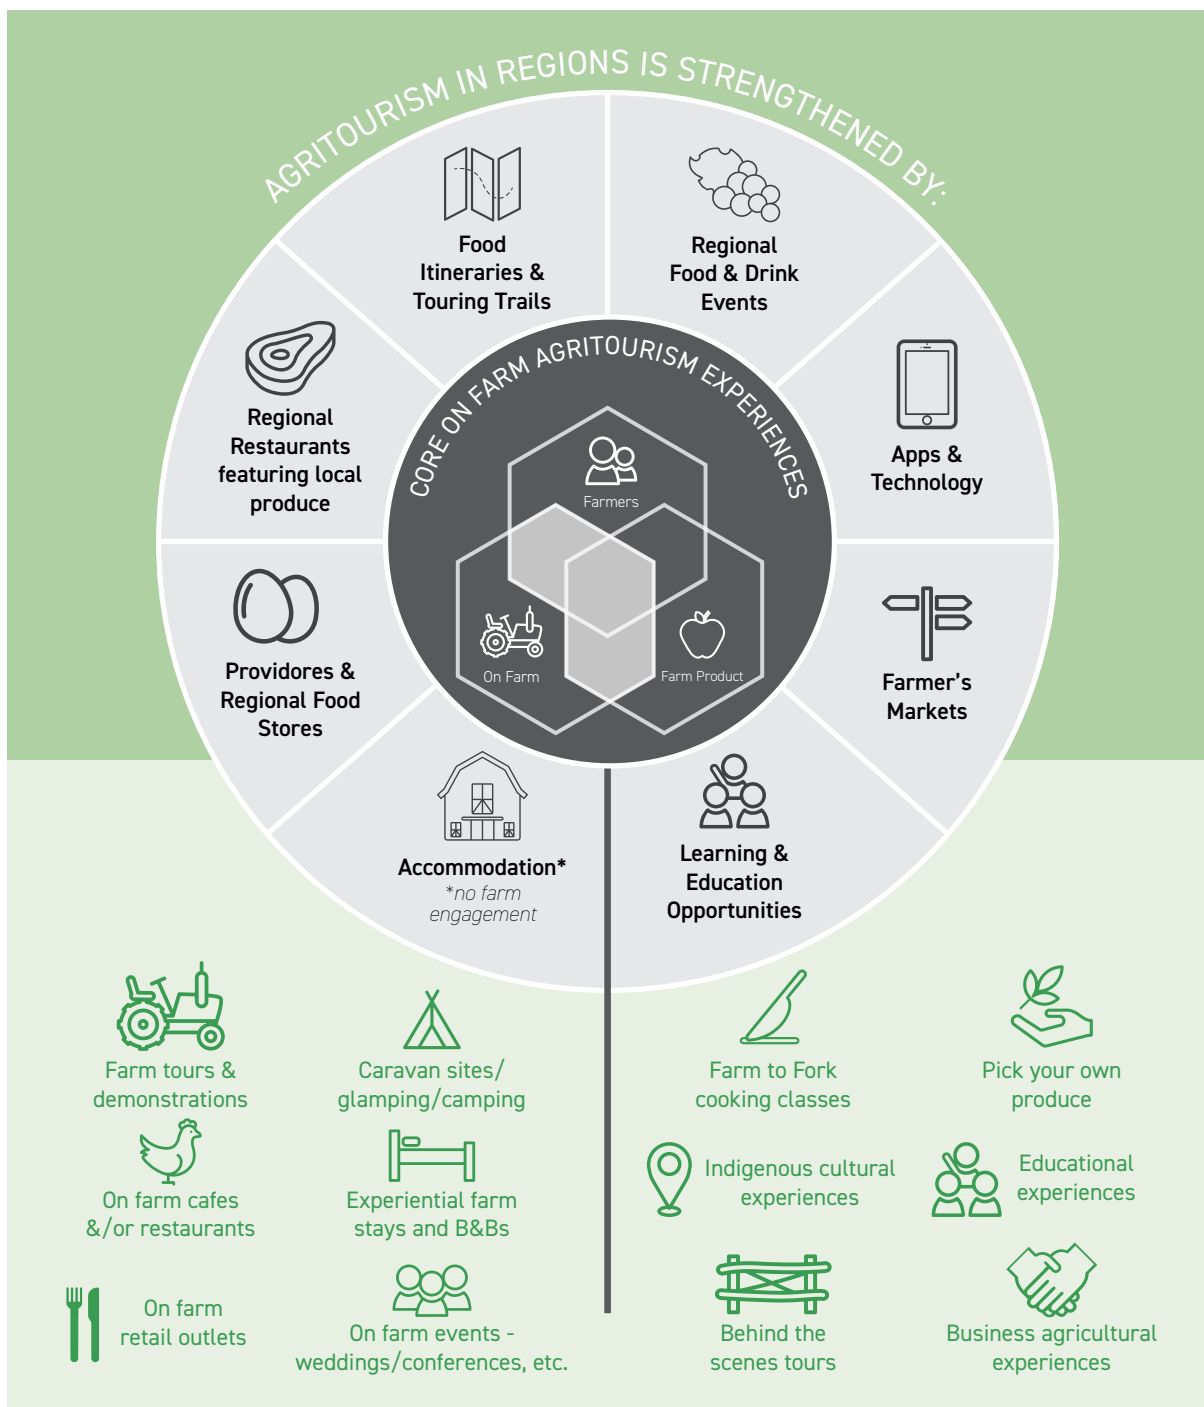 AGRITOURISM IN REGIONS IS STRENGTHENED BY:
Food
Itineraries &
Touring Trails
Regional
Food & Drink
Events
Regional
Restaurants
featuring local
produce
Apps &
Technology
CORE ON FARM AGRITOURISM EXPERIENCES
Farmers
On Farm
Farm Product
Providores &
Regional Food
Stores
Farmer's
Markets
Accommodation*
*no farm
engagement
Learning &
Education
Opportunities
Farm tours &
demonstrations
Caravan sites/
glamping/camping
Farm to Fork
cooking classes
Pick your own
produce
On farm cafes
&/or restaurants
Experiential farm
stays and B&Bs
Indigenous cultural
experiences
Educational
experiences
On farm
retail outlets
On farm events -
weddings/conferences, etc.
Behind the
scenes tours
Business agricultural
experiences